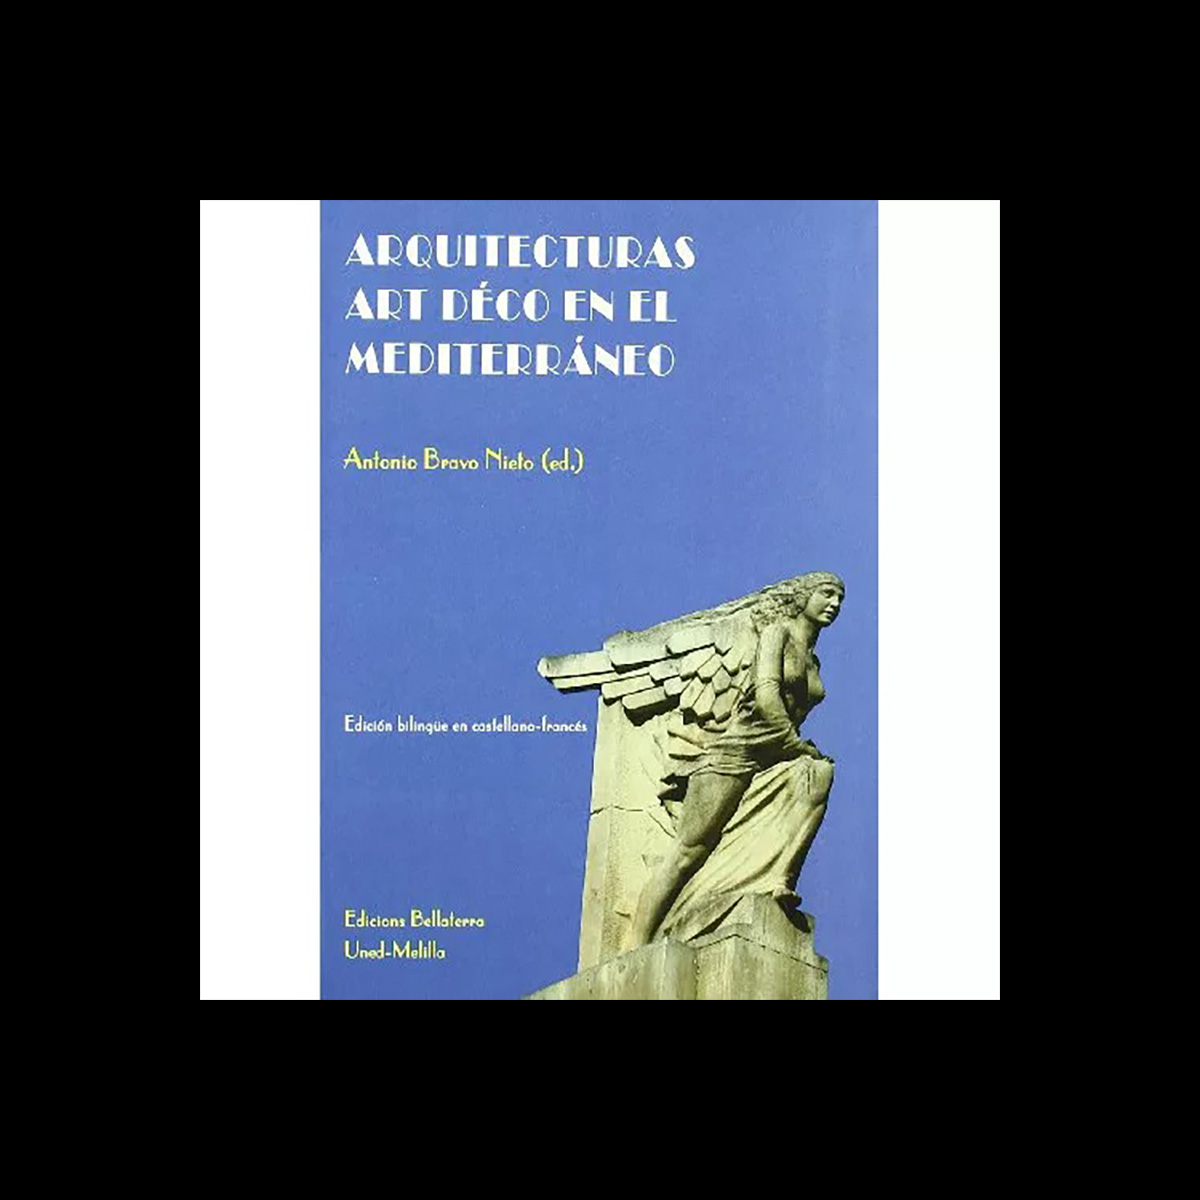 ARQUITECTURAS
ART DÉCO EN EL
MEDITERRÁNEO
Antonio Bravo Nieto (ed.)
Edición bilingüe en castellano-francés
Edicions Bellaterra
Uned-Melilla